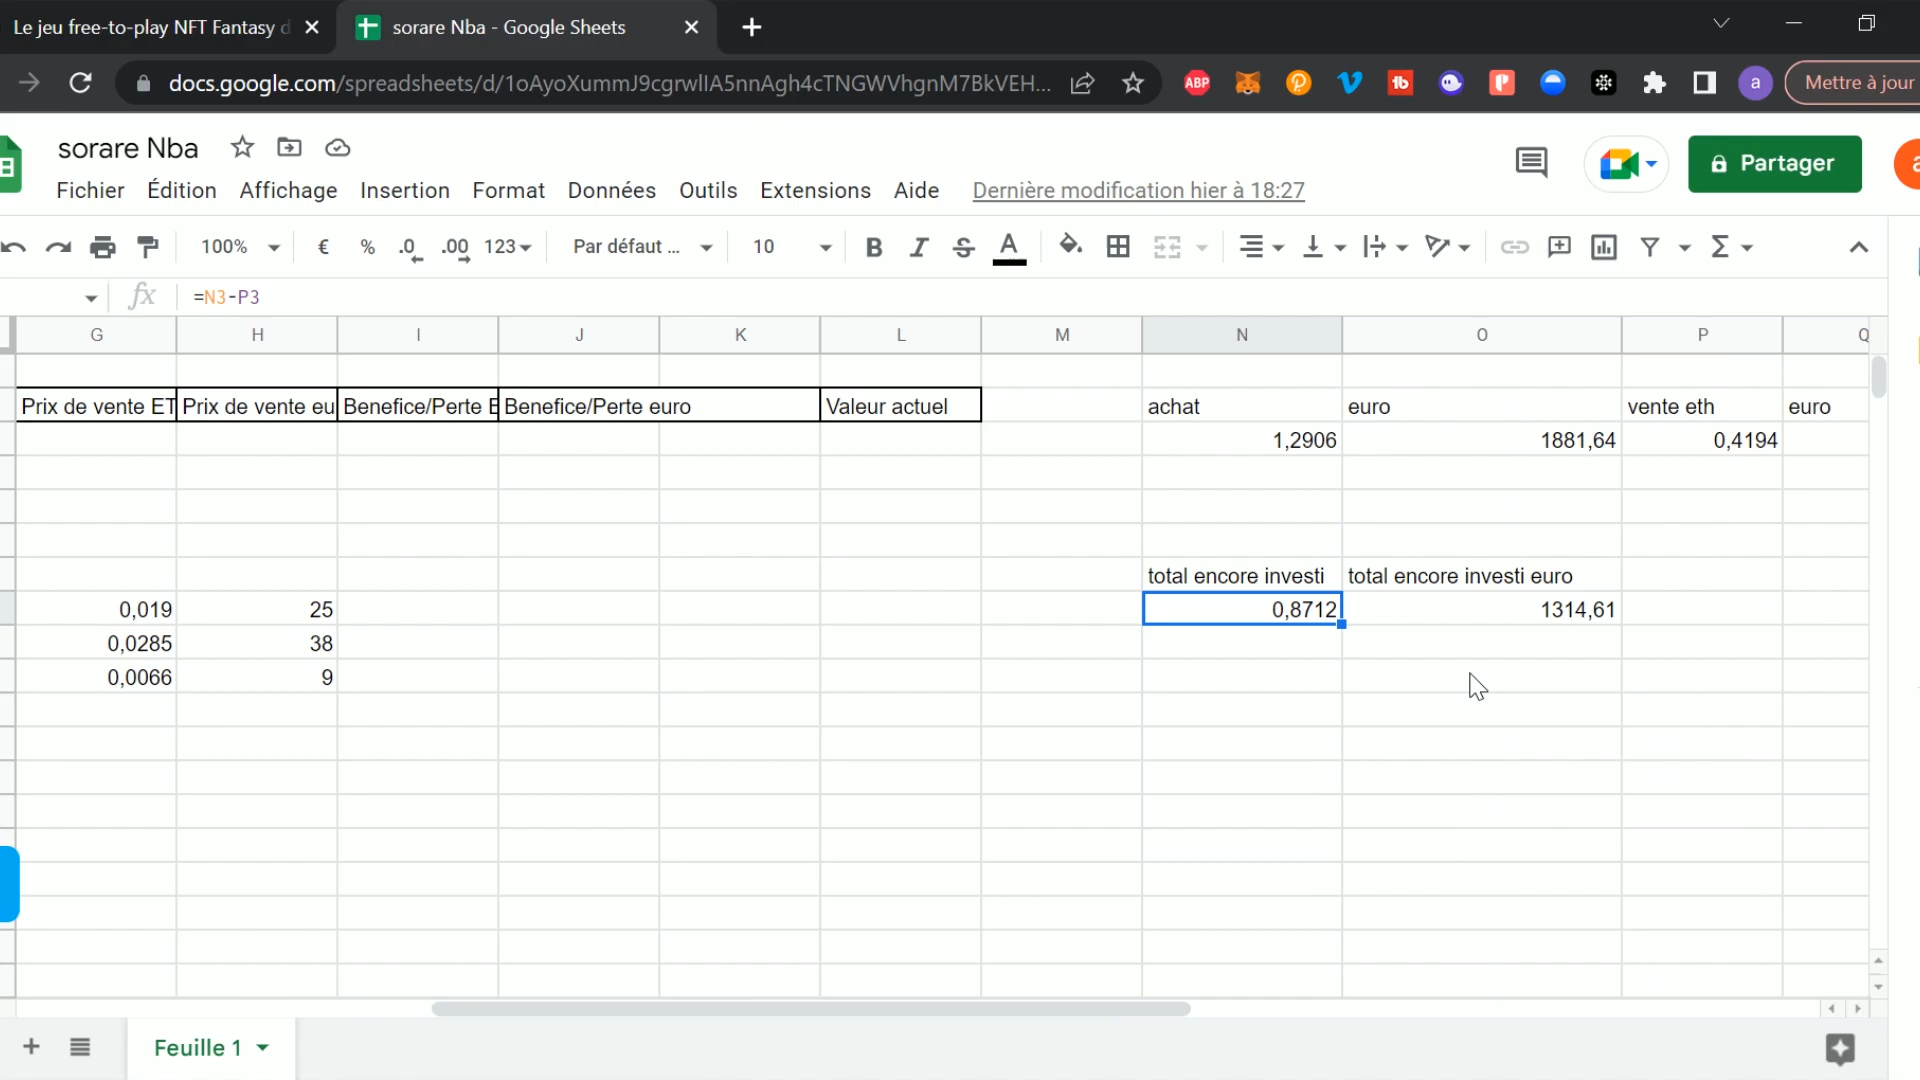 Le jeu free-to-play NFT Fantasy d
sorare Nba - Google Sheets
docs.google.com/spreadsheets/d/1oAyoXummJ9cgrwllA5nnAgh4cTNGWVhgnM7BkVEH...
ABP
a
Mettre à jour
sorare Nba
Partager
Fichier Édition Affichage Insertion Format Données Outils Extensions Aide Dernière modification hier à 18:27
100% € % .0 .00 123 Par défaut ... 10 B I S A Σ
fx =N3-P3
G H I J K L M N O P Q
Prix de vente ET Prix de vente eu Benefice/Perte E Benefice/Perte euro Valeur actuel achat euro vente eth euro
1,2906 1881,64 0,4194
total encore investi total encore investi euro
0,019 25 0,8712 1314,61
0,0285 38
0,0066 9
Feuille 1